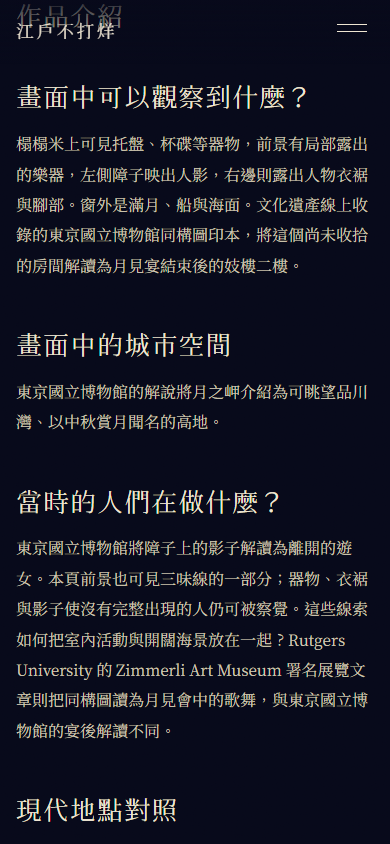 作品介紹
江戶不打烊
畫面中可以觀察到什麼？
榻榻米上可見托盤、杯碟等器物，前景有局部露出
的樂器，左側障子映出人影，右邊則露出人物衣裾
與腳部。窗外是滿月、船與海面。文化遺產線上收
錄的東京國立博物館同構圖印本，將這個尚未收拾
的房間解讀為月見宴結束後的妓樓二樓。
畫面中的城市空間
東京國立博物館的解說將月之岬介紹為可眺望品川
灣、以中秋賞月聞名的高地。
當時的人們在做什麼？
東京國立博物館將障子上的影子解讀為離開的遊
女。本頁前景也可見三味線的一部分；器物、衣裾
與影子使沒有完整出現的人仍可被察覺。這些線索
如何把室內活動與開闊海景放在一起？Rutgers
University 的 Zimmerli Art Museum 署名展覽文
章則把同構圖讀為月見會中的歌舞，與東京國立博
物館的宴後解讀不同。
現代地點對照